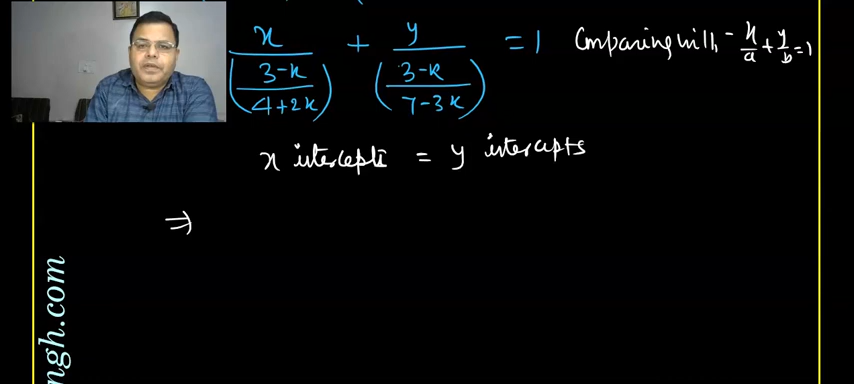 x / ((3-k)/(4+2k)) + y / ((3-k)/(7-3k)) = 1 Comparing with - x/a + y/b = 1
x intercepts = y intercepts
⇒
ngh.com